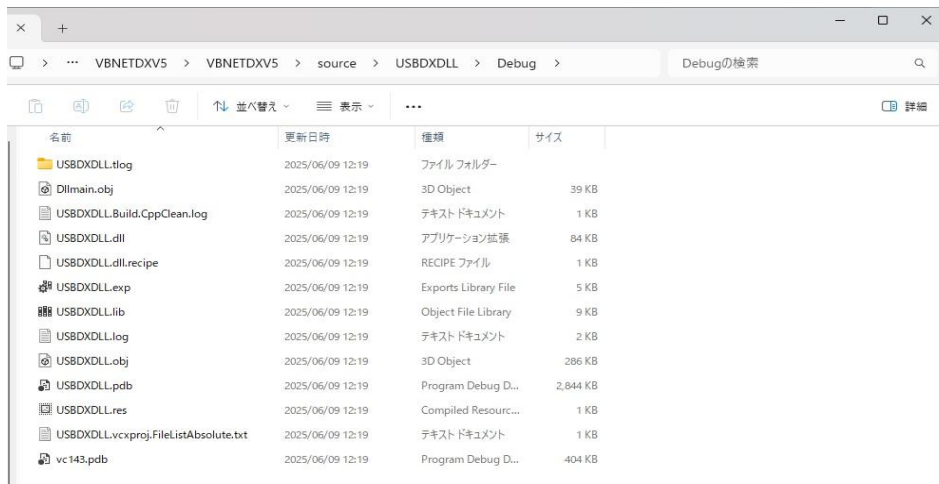 … VBNETDXV5 > VBNETDXV5 > source > USBDXDLL > Debug > Debugの検索
並べ替え 表示 … 詳細
名前 更新日時 種類 サイズ
USBDXDLL.tlog 2025/06/09 12:19 ファイル フォルダー
Dllmain.obj 2025/06/09 12:19 3D Object 39 KB
USBDXDLL.Build.CppClean.log 2025/06/09 12:19 テキスト ドキュメント 1 KB
USBDXDLL.dll 2025/06/09 12:19 アプリケーション拡張 84 KB
USBDXDLL.dll.recipe 2025/06/09 12:19 RECIPE ファイル 1 KB
USBDXDLL.exp 2025/06/09 12:19 Exports Library File 5 KB
USBDXDLL.lib 2025/06/09 12:19 Object File Library 9 KB
USBDXDLL.log 2025/06/09 12:19 テキスト ドキュメント 2 KB
USBDXDLL.obj 2025/06/09 12:19 3D Object 286 KB
USBDXDLL.pdb 2025/06/09 12:19 Program Debug D... 2,844 KB
USBDXDLL.res 2025/06/09 12:19 Compiled Resourc... 1 KB
USBDXDLL.vcxproj.FileListAbsolute.txt 2025/06/09 12:19 テキスト ドキュメント 1 KB
vc143.pdb 2025/06/09 12:19 Program Debug D... 404 KB